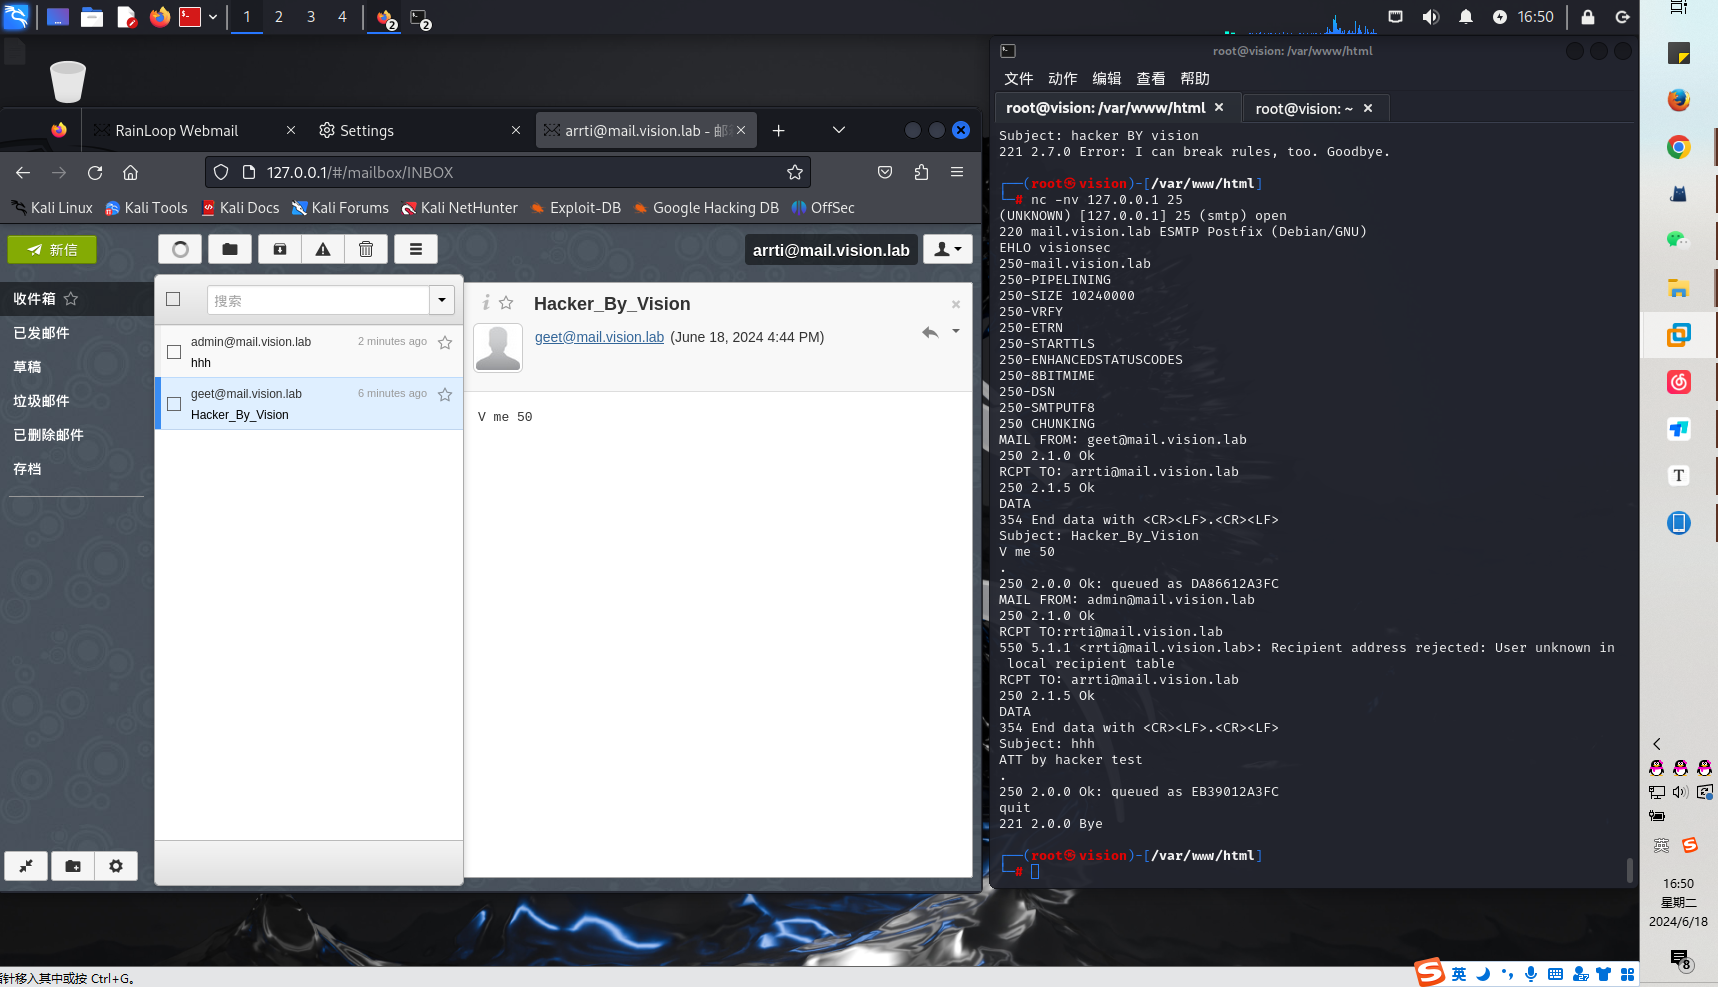 1 2 3 4
2
2
16:50
RainLoop Webmail
Settings
arrti@mail.vision.lab - 邮
127.0.0.1/#/mailbox/INBOX
Kali Linux Kali Tools Kali Docs Kali Forums Kali NetHunter Exploit-DB Google Hacking DB OffSec
新信
arrti@mail.vision.lab
收件箱
已发邮件
草稿
垃圾邮件
已删除邮件
存档
搜索
admin@mail.vision.lab 2 minutes ago
hhh
geet@mail.vision.lab 6 minutes ago
Hacker_By_Vision
Hacker_By_Vision
geet@mail.vision.lab (June 18, 2024 4:44 PM)
V me 50
root@vision: /var/www/html
文件 动作 编辑 查看 帮助
root@vision: /var/www/html root@vision: ~
Subject: hacker BY vision
221 2.7.0 Error: I can break rules, too. Goodbye.
(root㉿vision)-[/var/www/html]
# nc -nv 127.0.0.1 25
(UNKNOWN) [127.0.0.1] 25 (smtp) open
220 mail.vision.lab ESMTP Postfix (Debian/GNU)
EHLO visionsec
250-mail.vision.lab
250-PIPELINING
250-SIZE 10240000
250-VRFY
250-ETRN
250-STARTTLS
250-ENHANCEDSTATUSCODES
250-8BITMIME
250-DSN
250-SMTPUTF8
250 CHUNKING
MAIL FROM: geet@mail.vision.lab
250 2.1.0 Ok
RCPT TO: arrti@mail.vision.lab
250 2.1.5 Ok
DATA
354 End data with <CR><LF>.<CR><LF>
Subject: Hacker_By_Vision
V me 50
.
250 2.0.0 Ok: queued as DA86612A3FC
MAIL FROM: admin@mail.vision.lab
250 2.1.0 Ok
RCPT TO:rrti@mail.vision.lab
550 5.1.1 <rrti@mail.vision.lab>: Recipient address rejected: User unknown in
local recipient table
RCPT TO: arrti@mail.vision.lab
250 2.1.5 Ok
DATA
354 End data with <CR><LF>.<CR><LF>
Subject: hhh
ATT by hacker test
.
250 2.0.0 Ok: queued as EB39012A3FC
quit
221 2.0.0 Bye
(root㉿vision)-[/var/www/html]
#
T
英
16:50
星期二
2024/6/18
8
针移入其中或按 Ctrl+G。
英